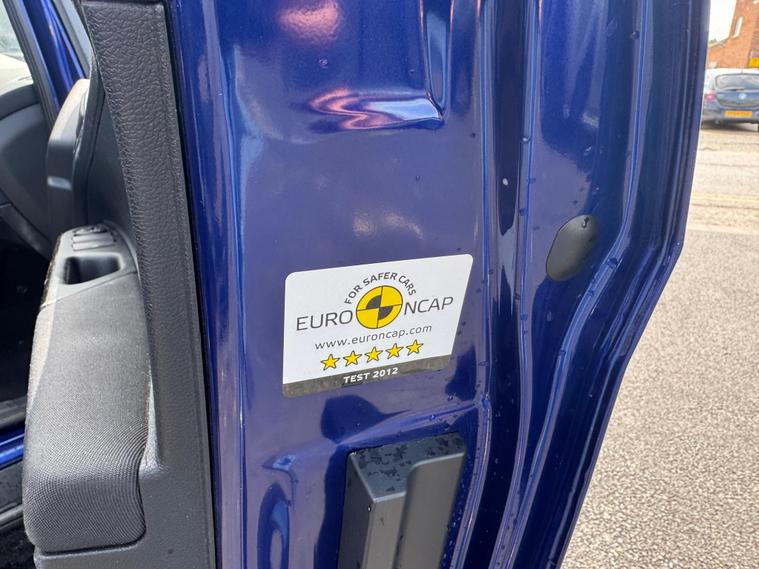 FOR SAFER CARS
EURO NCAP
www.euroncap.com
TEST 2012